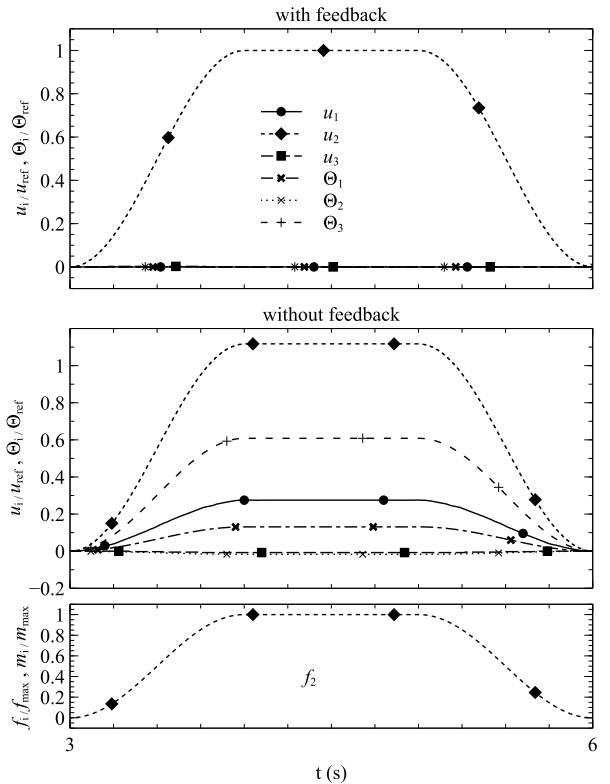 with feedback
1
0.8
0.6
0.4
0.2
0
u_i/u_ref , Θ_i/Θ_ref
u_1
u_2
u_3
Θ_1
Θ_2
Θ_3
without feedback
1
0.8
0.6
0.4
0.2
0
−0.2
u_i/u_ref , Θ_i/Θ_ref
1
0.8
0.6
0.4
0.2
0
f_i/f_max , m_i/m_max
f_2
3 6
t (s)